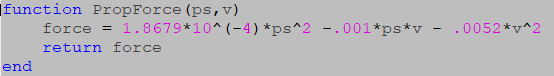 function PropForce(ps,v)
force = 1.8679*10^(-4)*ps^2 -.001*ps*v - .0052*v^2
return force
end